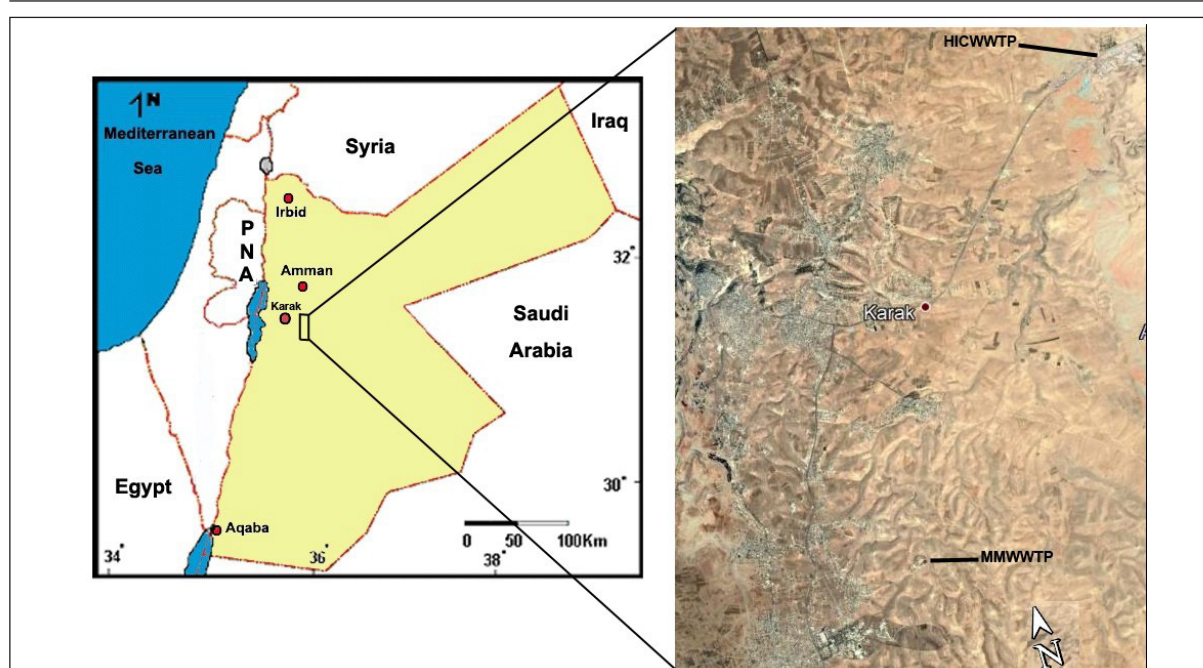 N
Mediterranean
Sea
Syria
Iraq
Irbid
P
N
A
Amman
Karak
32°
Saudi
Arabia
Egypt
Aqaba
30°
0 50 100Km
34° 36° 38°
HICWWTP
Karak
MMWWTP
N